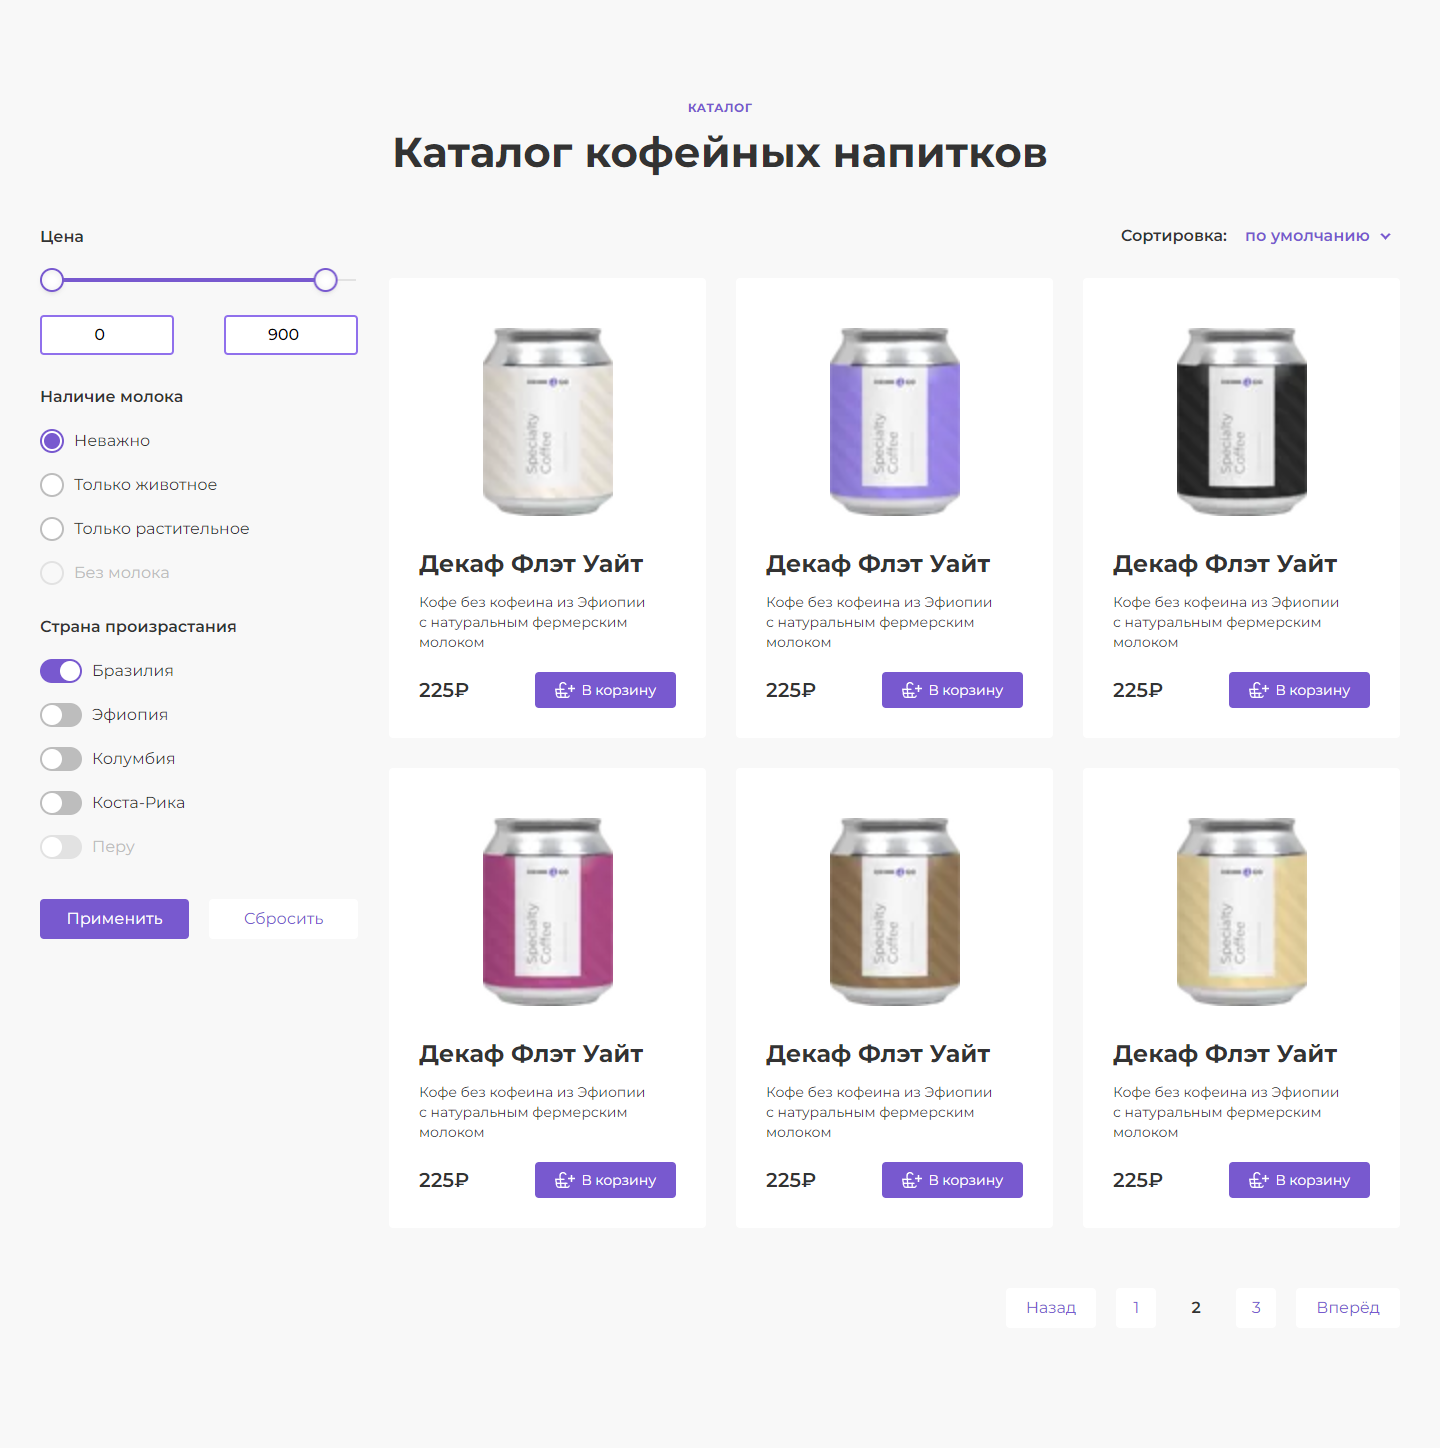 КАТАЛОГ
Каталог кофейных напитков
Цена
0
900
Наличие молока
Неважно
Только животное
Только растительное
Без молока
Страна произрастания
Бразилия
Эфиопия
Колумбия
Коста-Рика
Перу
Применить
Сбросить
Сортировка: по умолчанию
Specialty
Coffee
Декаф Флэт Уайт
Кофе без кофеина из Эфиопии
с натуральным фермерским
молоком
225₽
В корзину
Specialty
Coffee
Декаф Флэт Уайт
Кофе без кофеина из Эфиопии
с натуральным фермерским
молоком
225₽
В корзину
Specialty
Coffee
Декаф Флэт Уайт
Кофе без кофеина из Эфиопии
с натуральным фермерским
молоком
225₽
В корзину
Specialty
Coffee
Декаф Флэт Уайт
Кофе без кофеина из Эфиопии
с натуральным фермерским
молоком
225₽
В корзину
Specialty
Coffee
Декаф Флэт Уайт
Кофе без кофеина из Эфиопии
с натуральным фермерским
молоком
225₽
В корзину
Specialty
Coffee
Декаф Флэт Уайт
Кофе без кофеина из Эфиопии
с натуральным фермерским
молоком
225₽
В корзину
Назад 1 2 3 Вперёд